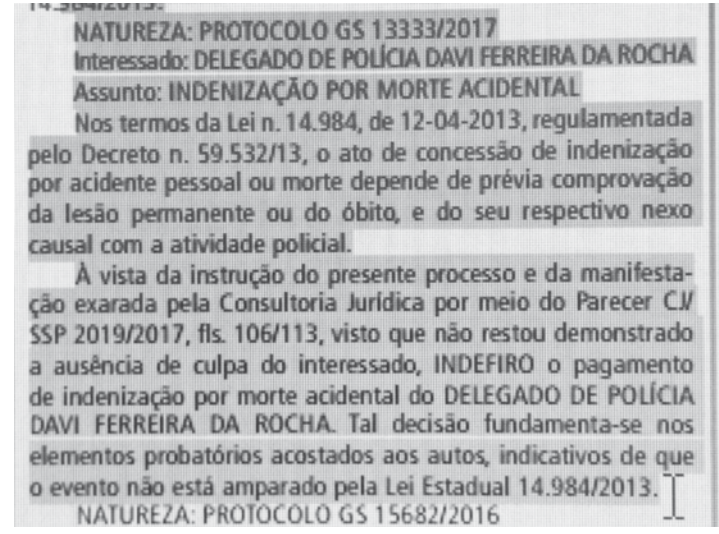 14.984/2013.
NATUREZA: PROTOCOLO GS 13333/2017
Interessado: DELEGADO DE POLÍCIA DAVI FERREIRA DA ROCHA
Assunto: INDENIZAÇÃO POR MORTE ACIDENTAL
Nos termos da Lei n. 14.984, de 12-04-2013, regulamentada
pelo Decreto n. 59.532/13, o ato de concessão de indenização
por acidente pessoal ou morte depende de prévia comprovação
da lesão permanente ou do óbito, e do seu respectivo nexo
causal com a atividade policial.
À vista da instrução do presente processo e da manifesta-
ção exarada pela Consultoria Jurídica por meio do Parecer CJ/
SSP 2019/2017, fls. 106/113, visto que não restou demonstrado
a ausência de culpa do interessado, INDEFIRO o pagamento
de indenização por morte acidental do DELEGADO DE POLÍCIA
DAVI FERREIRA DA ROCHA. Tal decisão fundamenta-se nos
elementos probatórios acostados aos autos, indicativos de que
o evento não está amparado pela Lei Estadual 14.984/2013.
NATUREZA: PROTOCOLO GS 15682/2016